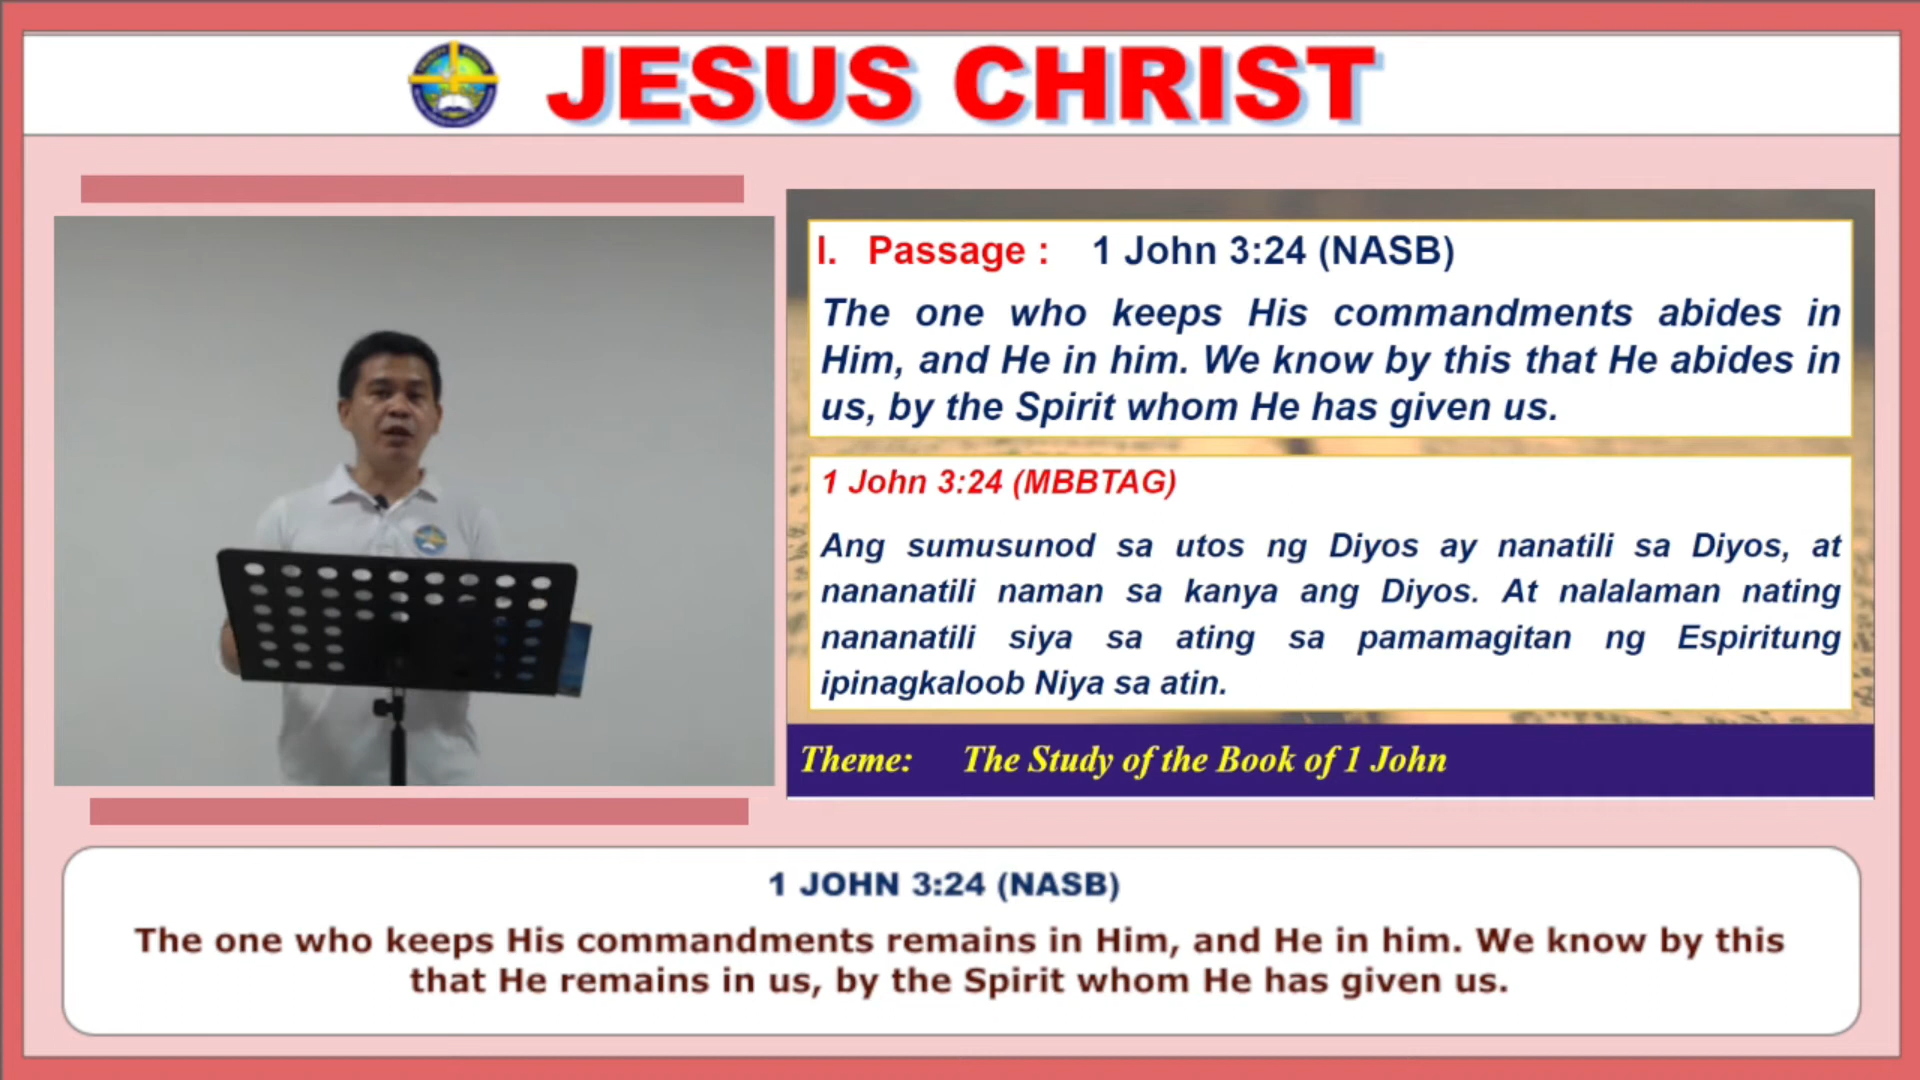 JESUS CHRIST
I. Passage : 1 John 3:24 (NASB)
The one who keeps His commandments abides in
Him, and He in him. We know by this that He abides in
us, by the Spirit whom He has given us.
1 John 3:24 (MBBTAG)
Ang sumusunod sa utos ng Diyos ay nanatili sa Diyos, at
nananatili naman sa kanya ang Diyos. At nalalaman nating
nananatili siya sa ating sa pamamagitan ng Espiritung
ipinagkaloob Niya sa atin.
Theme: The Study of the Book of 1 John
1 JOHN 3:24 (NASB)
The one who keeps His commandments remains in Him, and He in him. We know by this
that He remains in us, by the Spirit whom He has given us.